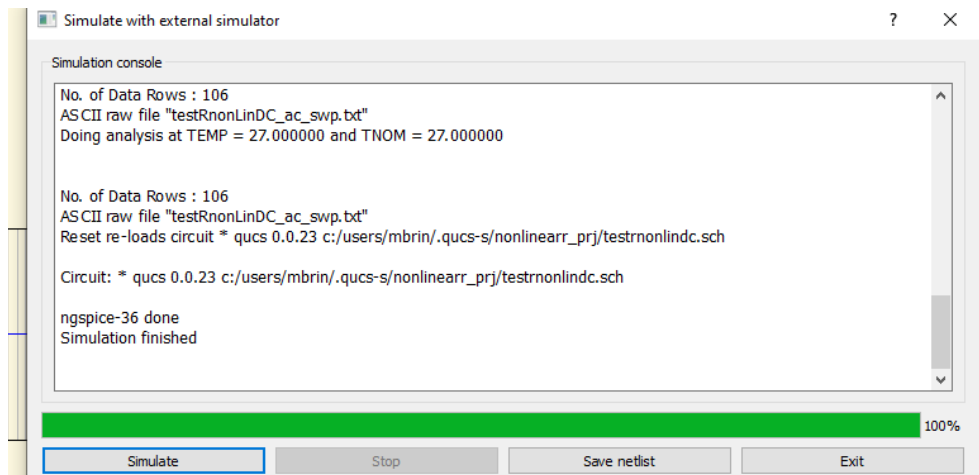 Simulate with external simulator
?
Simulation console
No. of Data Rows : 106
ASCII raw file "testRnonLinDC_ac_swp.txt"
Doing analysis at TEMP = 27.000000 and TNOM = 27.000000
No. of Data Rows : 106
ASCII raw file "testRnonLinDC_ac_swp.txt"
Reset re-loads circuit * qucs 0.0.23 c:/users/mbrin/.qucs-s/nonlinearr_prj/testrnonlindc.sch
Circuit: * qucs 0.0.23 c:/users/mbrin/.qucs-s/nonlinearr_prj/testrnonlindc.sch
ngspice-36 done
Simulation finished
100%
Simulate Stop Save netlist Exit